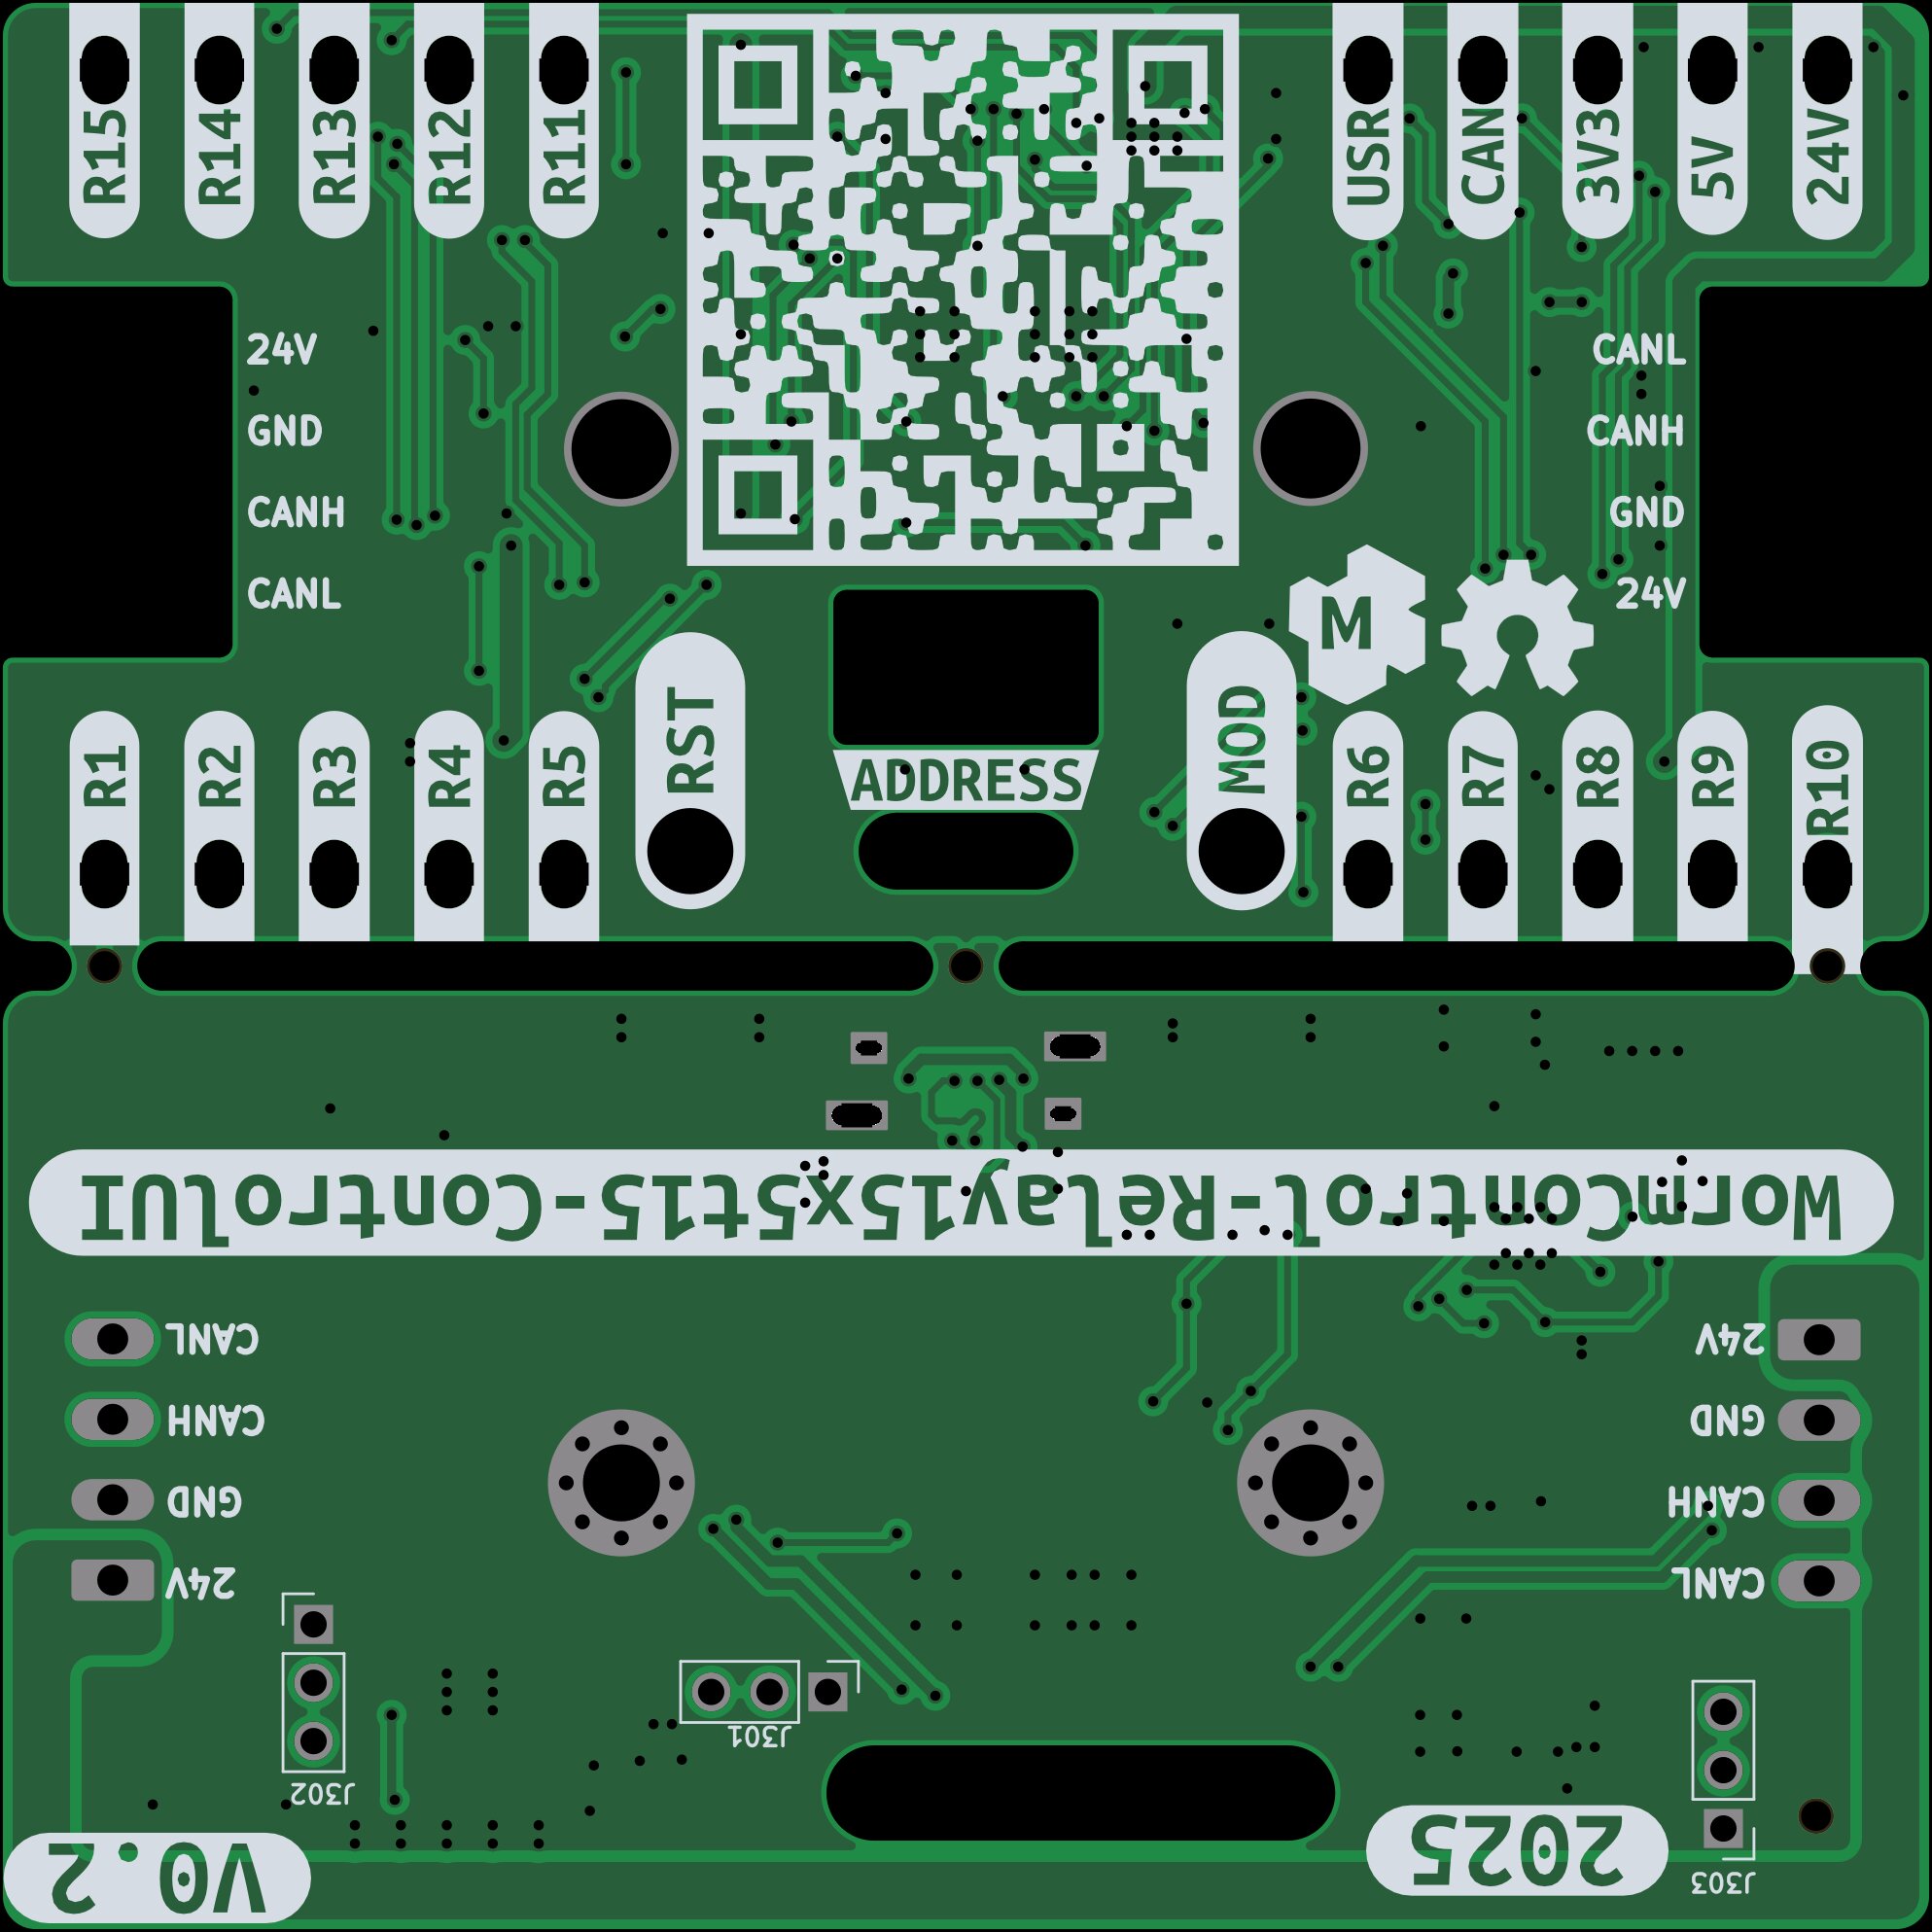 R15
R14
R13
R12
R11
USR
CAN
3V3
5V
24V
24V
GND
CANH
CANL
CANL
CANH
GND
24V
M
R1
R2
R3
R4
R5
RST
ADDRESS
MOD
R6
R7
R8
R9
R10
WormControl-Relay15x5t15-ControlUI
CANL
CANH
GND
24V
24V
GND
CANH
CANL
J302
J301
J303
V0.2
2025